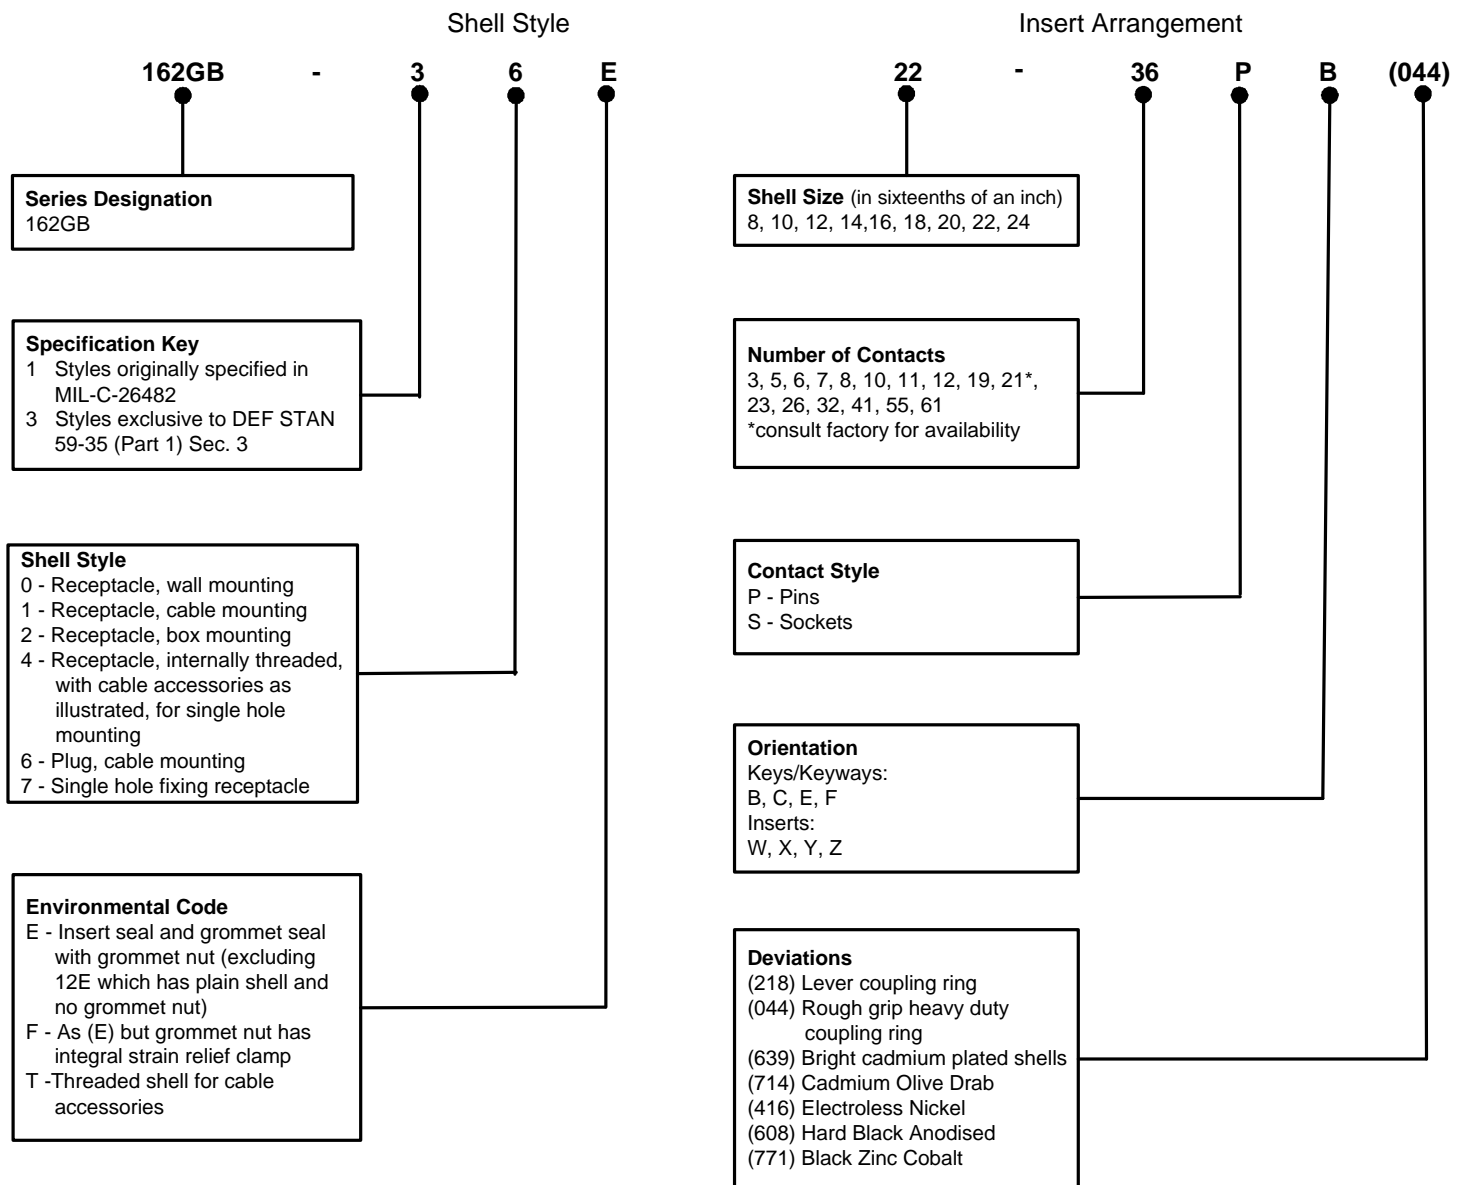 Shell Style
Insert Arrangement
162GB - 3 6 E
22 - 36 P B (044)
Series Designation
162GB
Specification Key
1 Styles originally specified in
MIL-C-26482
3 Styles exclusive to DEF STAN
59-35 (Part 1) Sec. 3
Shell Style
0 - Receptacle, wall mounting
1 - Receptacle, cable mounting
2 - Receptacle, box mounting
4 - Receptacle, internally threaded,
with cable accessories as
illustrated, for single hole
mounting
6 - Plug, cable mounting
7 - Single hole fixing receptacle
Environmental Code
E - Insert seal and grommet seal
with grommet nut (excluding
12E which has plain shell and
no grommet nut)
F - As (E) but grommet nut has
integral strain relief clamp
T -Threaded shell for cable
accessories
Shell Size (in sixteenths of an inch)
8, 10, 12, 14,16, 18, 20, 22, 24
Number of Contacts
3, 5, 6, 7, 8, 10, 11, 12, 19, 21*,
23, 26, 32, 41, 55, 61
*consult factory for availability
Contact Style
P - Pins
S - Sockets
Orientation
Keys/Keyways:
B, C, E, F
Inserts:
W, X, Y, Z
Deviations
(218) Lever coupling ring
(044) Rough grip heavy duty
coupling ring
(639) Bright cadmium plated shells
(714) Cadmium Olive Drab
(416) Electroless Nickel
(608) Hard Black Anodised
(771) Black Zinc Cobalt